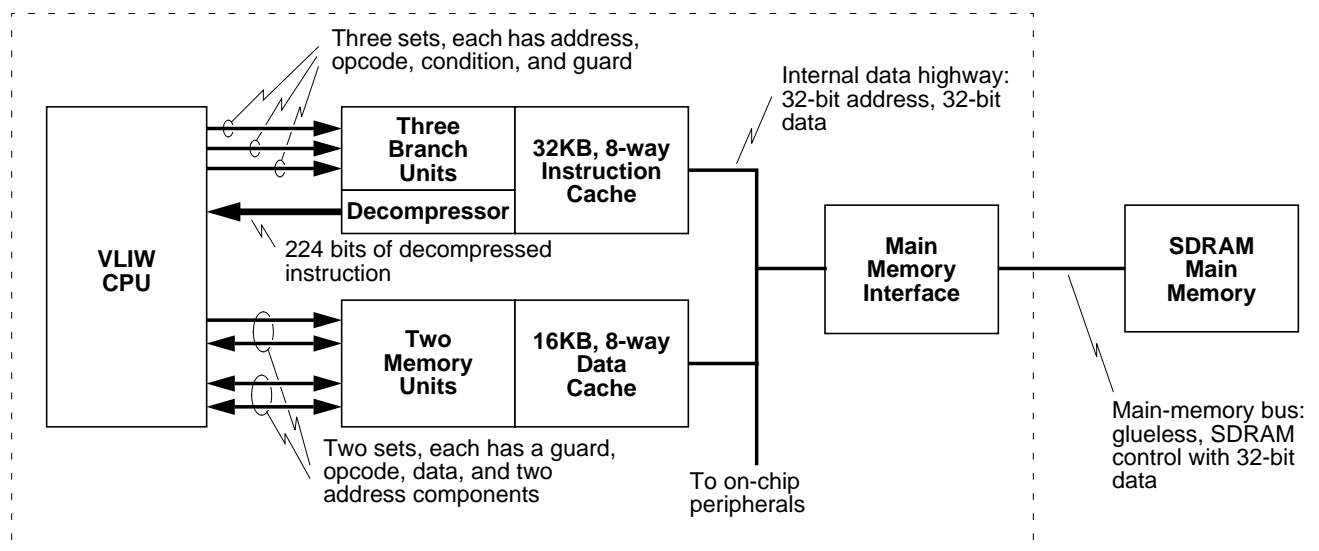 Three sets, each has address,
opcode, condition, and guard
Internal data highway:
32-bit address, 32-bit
data
Three
Branch
Units
32KB, 8-way
Instruction
Cache
Decompressor
224 bits of decompressed
instruction
VLIW
CPU
Main
Memory
Interface
SDRAM
Main
Memory
Two
Memory
Units
16KB, 8-way
Data
Cache
Main-memory bus:
glueless, SDRAM
control with 32-bit
data
Two sets, each has a guard,
opcode, data, and two
address components
To on-chip
peripherals